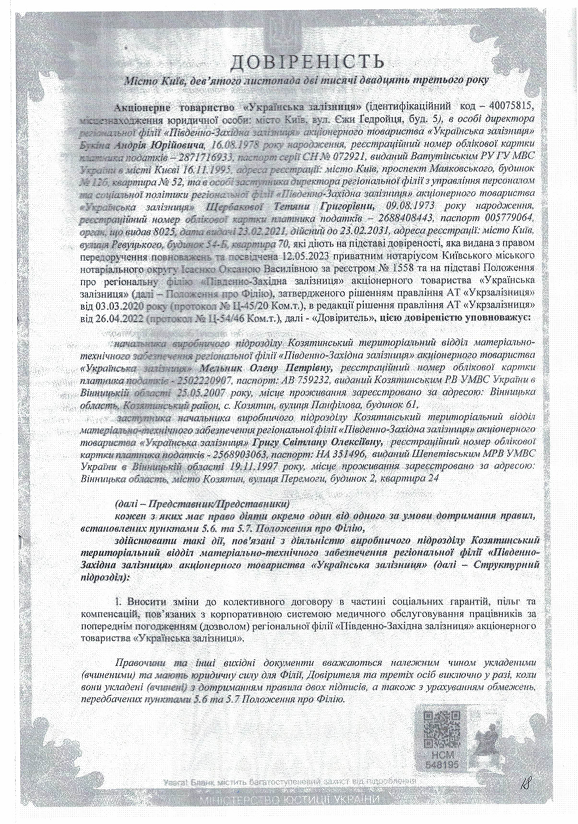 ДОВІРЕНІСТЬ
Місто Київ, дев'ятого листопада дві тисячі двадцять третього року
Акціонерне товариство «Українська залізниця» (ідентифікаційний код – 40075815,
місцезнаходження юридичної особи: місто Київ, вул. Єжи Ґедройця, буд. 5), в особі директора
регіональної філії «Південно-Західна залізниця» акціонерного товариства «Українська залізниця»
Букіна Андрія Юрійовича, 16.08.1978 року народження, реєстраційний номер облікової картки
платника податків – 2871716933, паспорт серії СН № 072921, виданий Ватутінським РУ ГУ МВС
України в місті Києві 16.11.1995, адреса реєстрації: місто Київ, проспект Маяковського, будинок
№ 126, квартира № 52, та в особі заступника директора регіональної філії з управління персоналом
та соціальної політики регіональної філії «Південно-Західна залізниця» акціонерного товариства
«Українська залізниця» Щербакової Тетяни Григорівни, 09.08.1973 року народження,
реєстраційний номер облікової картки платника податків – 2688408443, паспорт 005779064,
орган, що видав 8025, дата видачі 23.02.2021, дійсний до 23.02.2031, адреса реєстрації: місто Київ,
вулиця Ревуцького, будинок 54-Б, квартира 70, які діють на підставі довіреності, яка видана з правом
передоручення повноважень та посвідчена 12.05.2023 приватним нотаріусом Київського міського
нотаріального округу Ісаєнко Оксаною Василівною за реєстром № 1558 та на підставі Положення
про регіональну філію «Південно-Західна залізниця» акціонерного товариства «Українська
залізниця» (далі – Положення про Філію), затвердженого рішенням правління АТ «Укрзалізниця»
від 03.03.2020 року (протокол № Ц-45/20 Ком.т.), в редакції рішення правління АТ «Укрзалізниця»
від 26.04.2022 (протокол № Ц-54/46 Ком.т.), далі - «Довіритель», цією довіреністю уповноважує:
начальника виробничого підрозділу Козятинський територіальний відділ матеріально-
технічного забезпечення регіональної філії «Південно-Західна залізниця» акціонерного товариства
«Українська залізниця» Мельник Олену Петрівну, реєстраційний номер облікової картки
платника податків - 2502220907, паспорт: АВ 759232, виданий Козятинським РВ УМВС України в
Вінницькій області 25.05.2007 року, місце проживання зареєстровано за адресою: Вінницька
область, Козятинський район, с. Козятин, вулиця Панфілова, будинок 61,
заступника начальника виробничого підрозділу Козятинський територіальний відділ
матеріально-технічного забезпечення регіональної філії «Південно-Західна залізниця» акціонерного
товариства «Українська залізниця» Григу Світлану Олексіївну, реєстраційний номер облікової
картки платника податків - 2568903063, паспорт: НА 351496, виданий Шепетівським МРВ УМВС
України в Вінницькій області 19.11.1997 року, місце проживання зареєстровано за адресою:
Вінницька область, місто Козятин, вулиця Перемоги, будинок 2, квартира 24
(далі – Представник/Представники)
кожен з яких має право діяти окремо один від одного за умови дотримання правил,
встановлених пунктами 5.6. та 5.7. Положення про Філію,
здійснювати такі дії, пов'язані з діяльністю виробничого підрозділу Козятинський
територіальний відділ матеріально-технічного забезпечення регіональної філії «Південно-
Західна залізниця» акціонерного товариства «Українська залізниця» (далі – Структурний
підрозділ):
1. Вносити зміни до колективного договору в частині соціальних гарантій, пільг та
компенсацій, пов'язаних з корпоративною системою медичного обслуговування працівників за
попереднім погодженням (дозволом) регіональної філії «Південно-Західна залізниця» акціонерного
товариства «Українська залізниця».
Правочини та інші вихідні документи вважаються належним чином укладеними
(вчиненими) та мають юридичну силу для Філії, Довірителя та третіх осіб виключно у разі, коли
вони укладені (вчинені) з дотриманням правила двох підписів, а також з урахуванням обмежень,
передбачених пунктами 5.6 та 5.7 Положення про Філію.
НСМ
548195
Увага! Бланк містить багатоступеневий захист від підроблення
18
МІНІСТЕРСТВО ЮСТИЦІЇ УКРАЇНИ